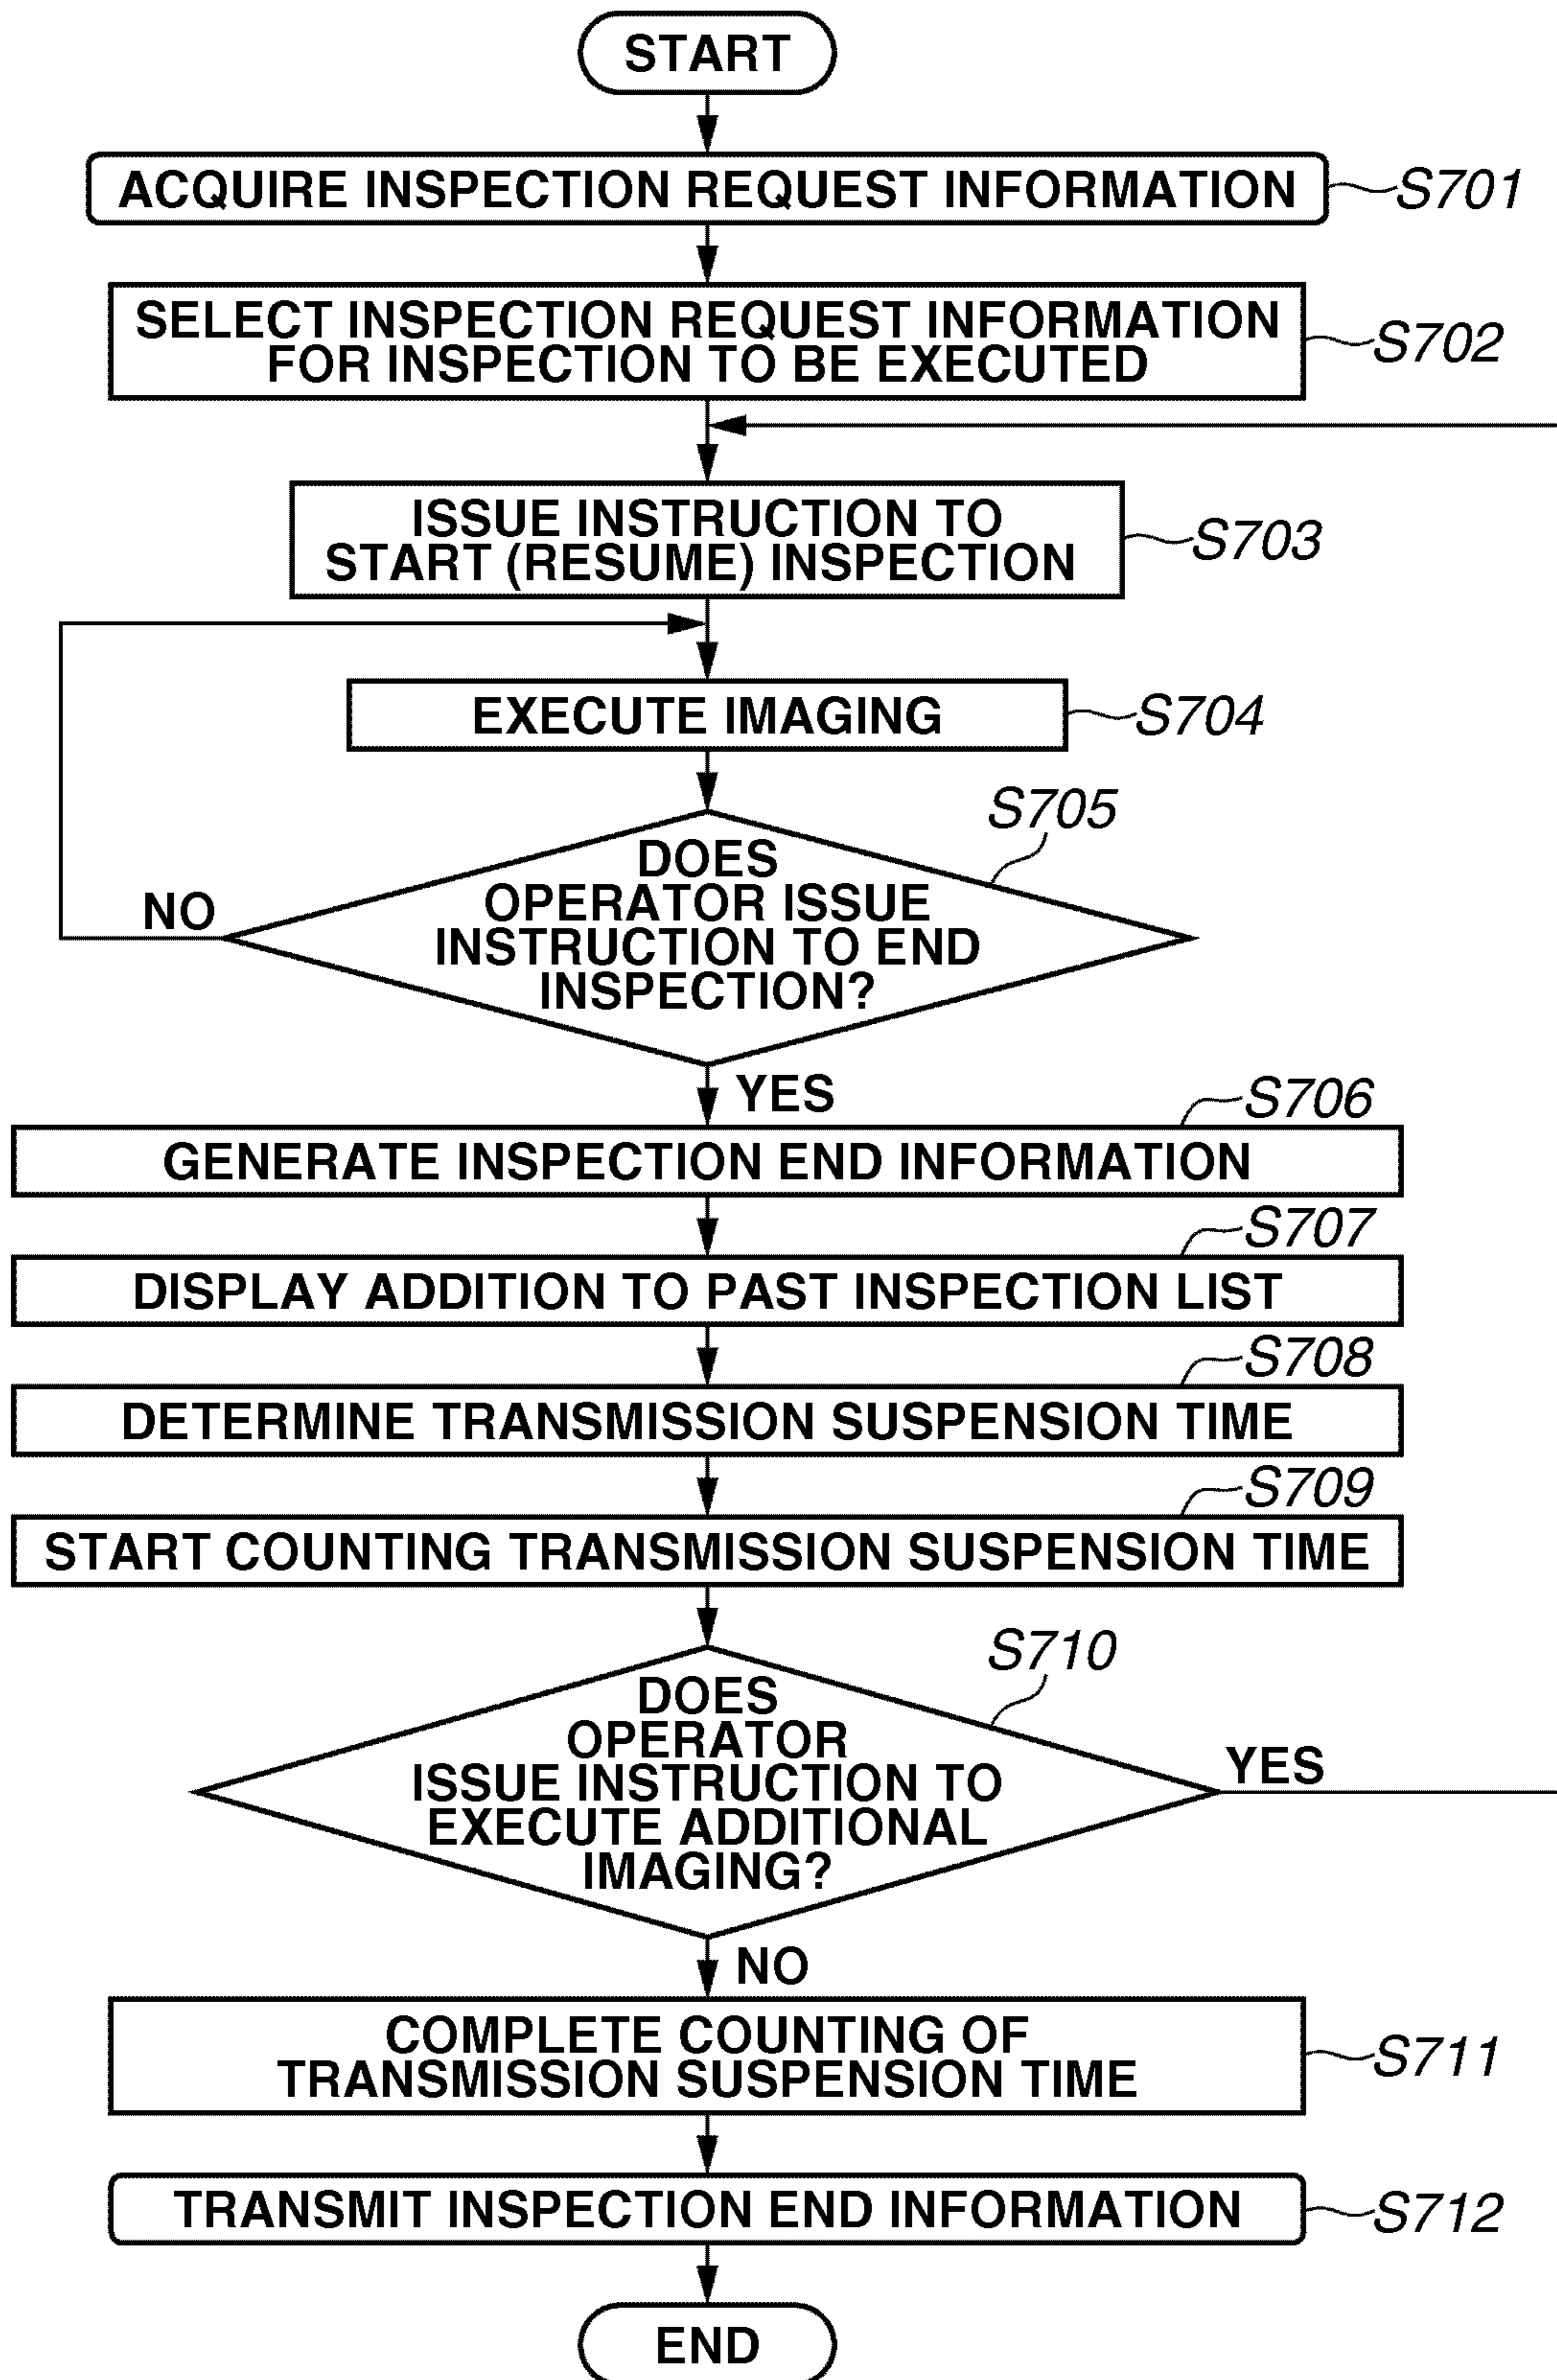 START
ACQUIRE INSPECTION REQUEST INFORMATION
S701
SELECT INSPECTION REQUEST INFORMATION
FOR INSPECTION TO BE EXECUTED
S702
ISSUE INSTRUCTION TO
START (RESUME) INSPECTION
S703
EXECUTE IMAGING
S704
S705
DOES
OPERATOR ISSUE
INSTRUCTION TO END
INSPECTION?
NO
YES
S706
GENERATE INSPECTION END INFORMATION
S707
DISPLAY ADDITION TO PAST INSPECTION LIST
S708
DETERMINE TRANSMISSION SUSPENSION TIME
S709
START COUNTING TRANSMISSION SUSPENSION TIME
S710
DOES
OPERATOR
ISSUE INSTRUCTION TO
EXECUTE ADDITIONAL
IMAGING?
YES
NO
COMPLETE COUNTING OF
TRANSMISSION SUSPENSION TIME
S711
TRANSMIT INSPECTION END INFORMATION
S712
END